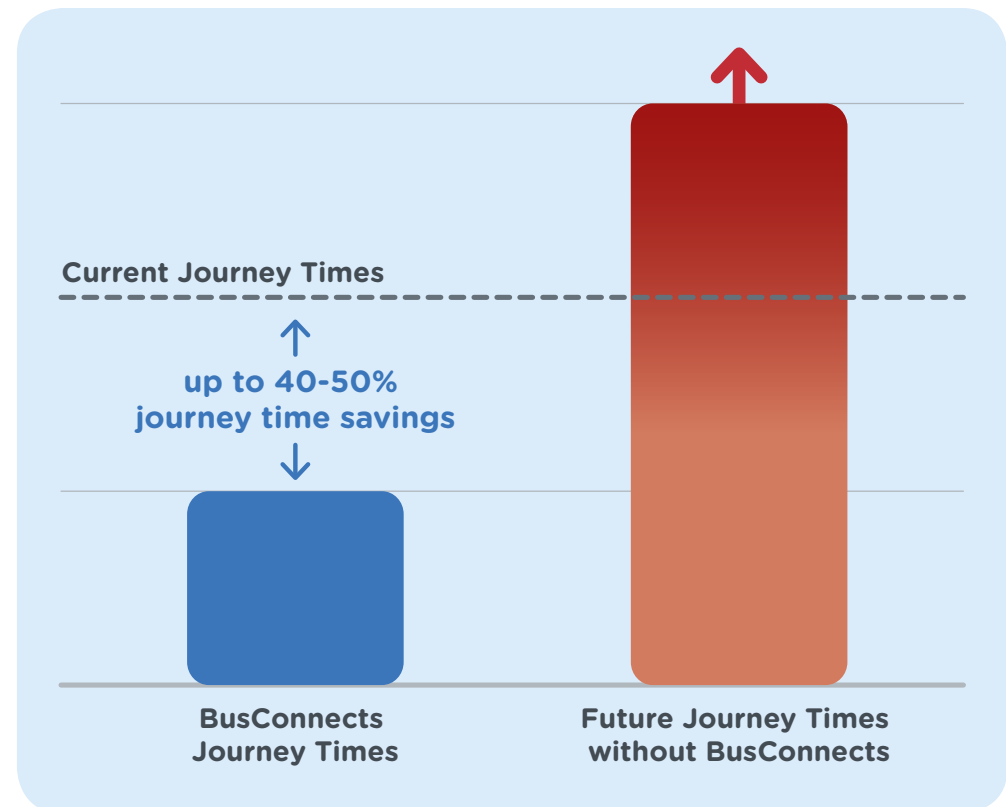 Current Journey Times
up to 40-50%
journey time savings
BusConnects
Journey Times
Future Journey Times
without BusConnects